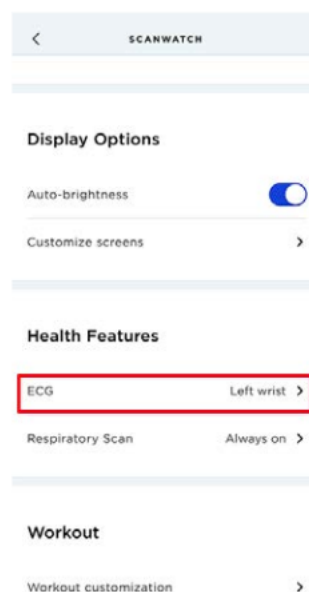 SCANWATCH
Display Options
Auto-brightness
Customize screens
Health Features
ECG Left wrist
Respiratory Scan Always on
Workout
Workout customization